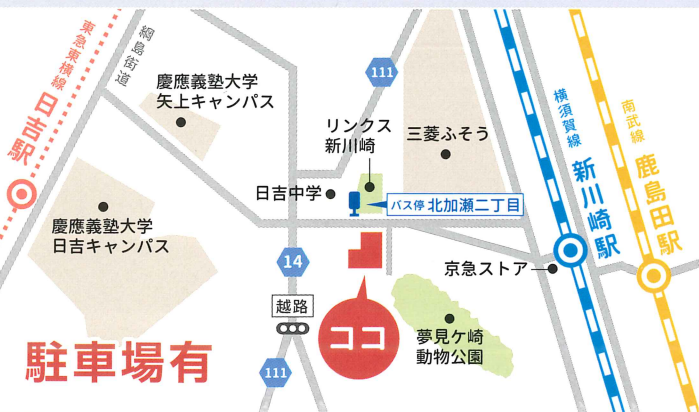 東急東横線
日吉駅
綱島街道
慶應義塾大学
矢上キャンパス
111
リンクス
新川崎
三菱ふそう
横須賀線
新川崎駅
南武線
鹿島田駅
日吉中学
バス停 北加瀬二丁目
慶應義塾大学
日吉キャンパス
14
京急ストア
越路
ココ
夢見ケ崎
動物公園
駐車場有
111